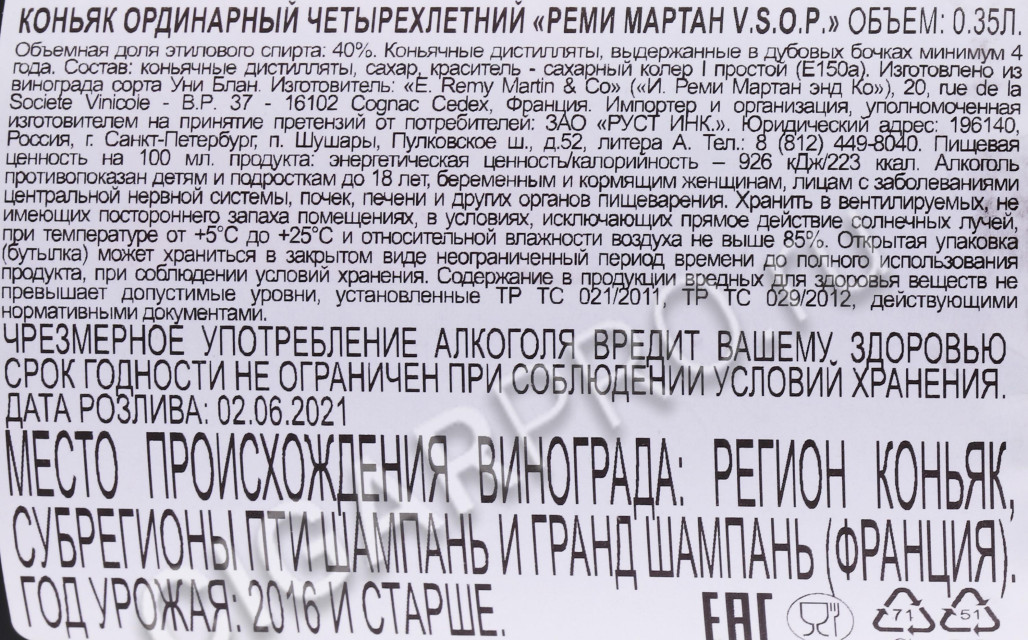 КОНЬЯК ОРДИНАРНЫЙ ЧЕТЫРЕХЛЕТНИЙ «РЕМИ МАРТАН V.S.O.P.» ОБЪЕМ: 0.35Л.
Объемная доля этилового спирта: 40%. Коньячные дистилляты, выдержанные в дубовых бочках минимум 4
года. Состав: коньячные дистилляты, сахар, краситель - сахарный колер I простой (Е150а). Изготовлено из
винограда сорта Уни Блан. Изготовитель: «E. Remy Martin & Co» («И. Реми Мартан энд Ко»), 20, rue de la
Societe Vinicole - B.P. 37 - 16102 Cognac Cedex, Франция. Импортер и организация, уполномоченная
изготовителем на принятие претензий от потребителей: ЗАО «РУСТ ИНК.». Юридический адрес: 196140,
Россия, г. Санкт-Петербург, п. Шушары, Пулковское ш., д.52, литера А. Тел.: 8 (812) 449-8040. Пищевая
ценность на 100 мл. продукта: энергетическая ценность/калорийность – 926 кДж/223 ккал. Алкоголь
противопоказан детям и подросткам до 18 лет, беременным и кормящим женщинам, лицам с заболеваниями
центральной нервной системы, почек, печени и других органов пищеварения. Хранить в вентилируемых, не
имеющих постороннего запаха помещениях, в условиях, исключающих прямое действие солнечных лучей,
при температуре от +5°С до +25°С и относительной влажности воздуха не выше 85%. Открытая упаковка
(бутылка) может храниться в закрытом виде неограниченный период времени до полного использования
продукта, при соблюдении условий хранения. Содержание в продукции вредных для здоровья веществ не
превышает допустимые уровни, установленные ТР ТС 021/2011, ТР ТС 029/2012, действующими
нормативными документами.
ЧРЕЗМЕРНОЕ УПОТРЕБЛЕНИЕ АЛКОГОЛЯ ВРЕДИТ ВАШЕМУ ЗДОРОВЬЮ
СРОК ГОДНОСТИ НЕ ОГРАНИЧЕН ПРИ СОБЛЮДЕНИИ УСЛОВИЙ ХРАНЕНИЯ.
ДАТА РОЗЛИВА: 02.06.2021
МЕСТО ПРОИСХОЖДЕНИЯ ВИНОГРАДА: РЕГИОН КОНЬЯК,
СУБРЕГИОНЫ ПТИ ШАМПАНЬ И ГРАНД ШАМПАНЬ (ФРАНЦИЯ).
ГОД УРОЖАЯ: 2016 И СТАРШЕ.
EAC
71
51
CIGARPRO.ru